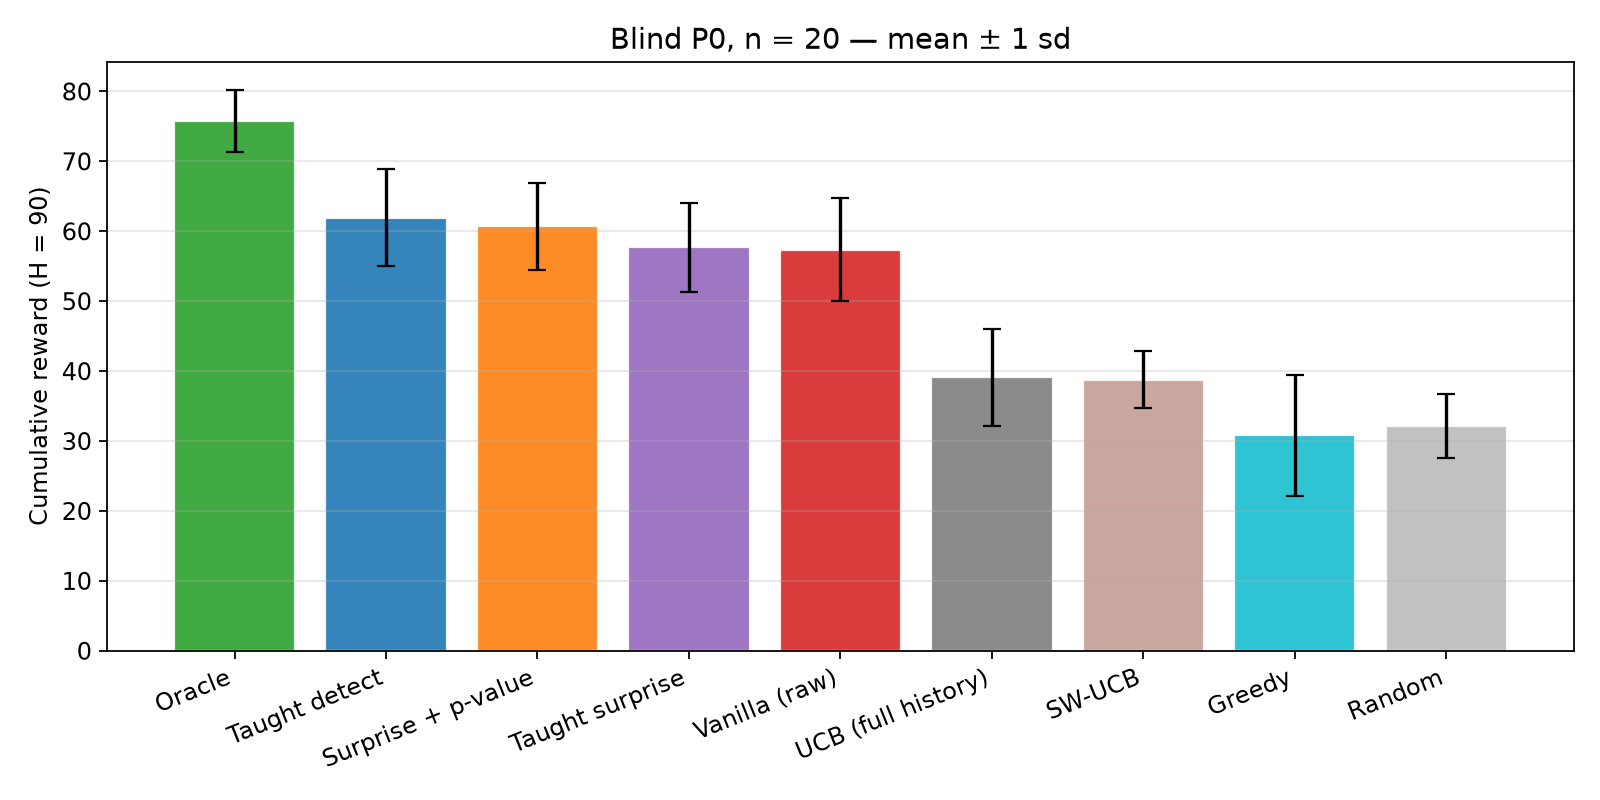 Blind P0, n = 20 — mean ± 1 sd
Cumulative reward (H = 90)
80
70
60
50
40
30
20
10
0
Oracle
Taught detect
Surprise + p-value
Taught surprise
Vanilla (raw)
UCB (full history)
SW-UCB
Greedy
Random